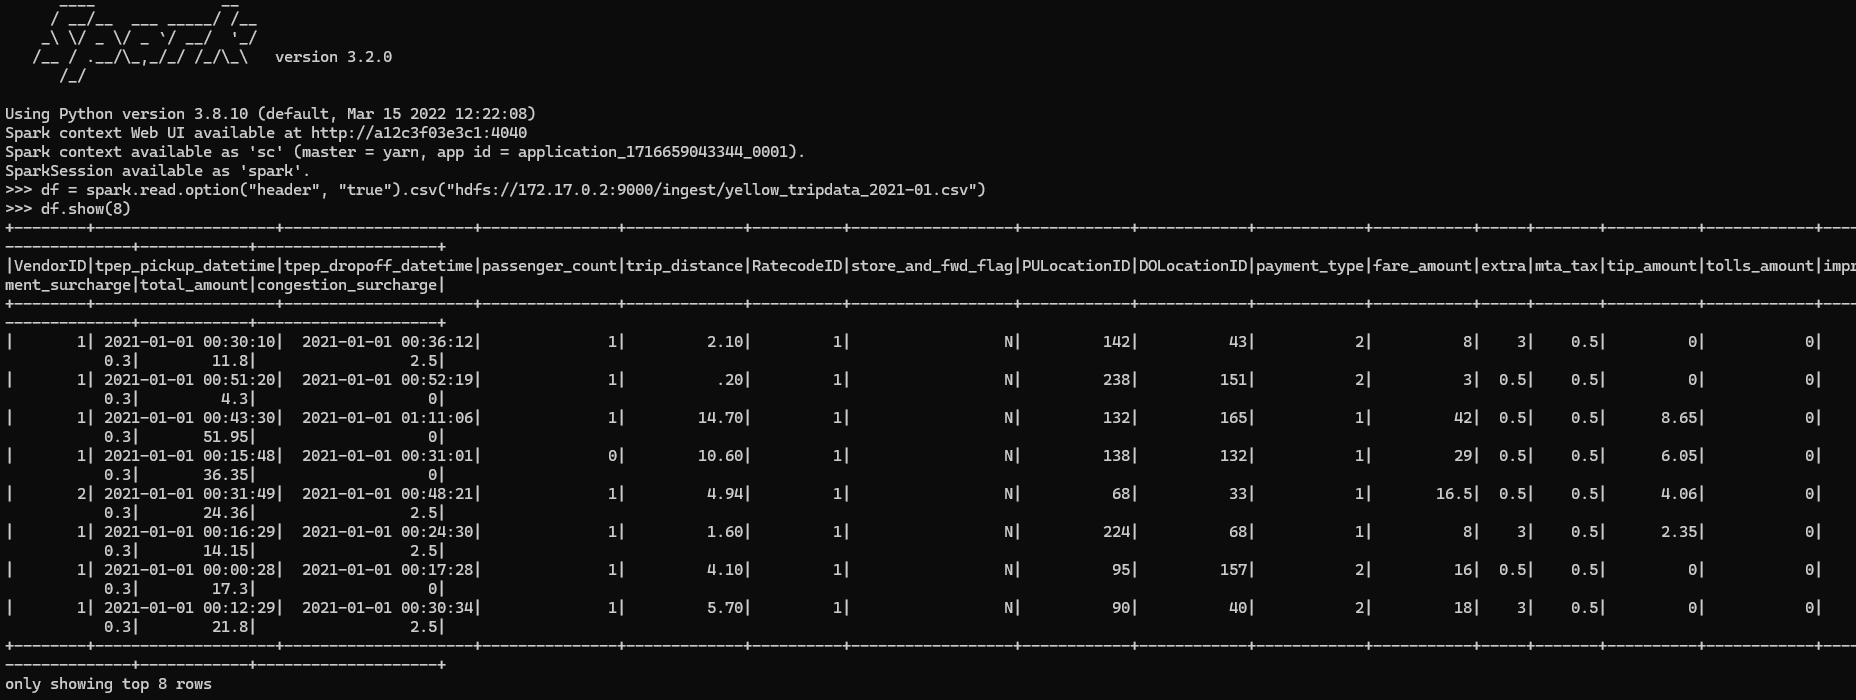 ____              __
     / __/__  ___ _____/ /__
    _\ \/ _ \/ _ `/ __/  '_/
   /__ / .__/\_,_/_/ /_/\_\   version 3.2.0
      /_/
Using Python version 3.8.10 (default, Mar 15 2022 12:22:08)
Spark context Web UI available at http://a12c3f03e3c1:4040
Spark context available as 'sc' (master = yarn, app id = application_1716659043344_0001).
SparkSession available as 'spark'.
>>> df = spark.read.option("header", "true").csv("hdfs://172.17.0.2:9000/ingest/yellow_tripdata_2021-01.csv")
>>> df.show(8)
|VendorID|tpep_pickup_datetime|tpep_dropoff_datetime|passenger_count|trip_distance|RatecodeID|store_and_fwd_flag|PULocationID|DOLocationID|payment_type|fare_amount|extra|mta_tax|tip_amount|tolls_amount|impr
ment_surcharge|total_amount|congestion_surcharge|
| 1| 2021-01-01 00:30:10| 2021-01-01 00:36:12| 1| 2.10| 1| N| 142| 43| 2| 8| 3| 0.5| 0| 0|
0.3| 11.8| 2.5|
| 1| 2021-01-01 00:51:20| 2021-01-01 00:52:19| 1| .20| 1| N| 238| 151| 2| 3| 0.5| 0.5| 0| 0|
0.3| 4.3| 0|
| 1| 2021-01-01 00:43:30| 2021-01-01 01:11:06| 1| 14.70| 1| N| 132| 165| 1| 42| 0.5| 0.5| 8.65| 0|
0.3| 51.95| 0|
| 1| 2021-01-01 00:15:48| 2021-01-01 00:31:01| 0| 10.60| 1| N| 138| 132| 1| 29| 0.5| 0.5| 6.05| 0|
0.3| 36.35| 0|
| 2| 2021-01-01 00:31:49| 2021-01-01 00:48:21| 1| 4.94| 1| N| 68| 33| 1| 16.5| 0.5| 0.5| 4.06| 0|
0.3| 24.36| 2.5|
| 1| 2021-01-01 00:16:29| 2021-01-01 00:24:30| 1| 1.60| 1| N| 224| 68| 1| 8| 3| 0.5| 2.35| 0|
0.3| 14.15| 2.5|
| 1| 2021-01-01 00:00:28| 2021-01-01 00:17:28| 1| 4.10| 1| N| 95| 157| 2| 16| 0.5| 0.5| 0| 0|
0.3| 17.3| 0|
| 1| 2021-01-01 00:12:29| 2021-01-01 00:30:34| 1| 5.70| 1| N| 90| 40| 2| 18| 3| 0.5| 0| 0|
0.3| 21.8| 2.5|
only showing top 8 rows